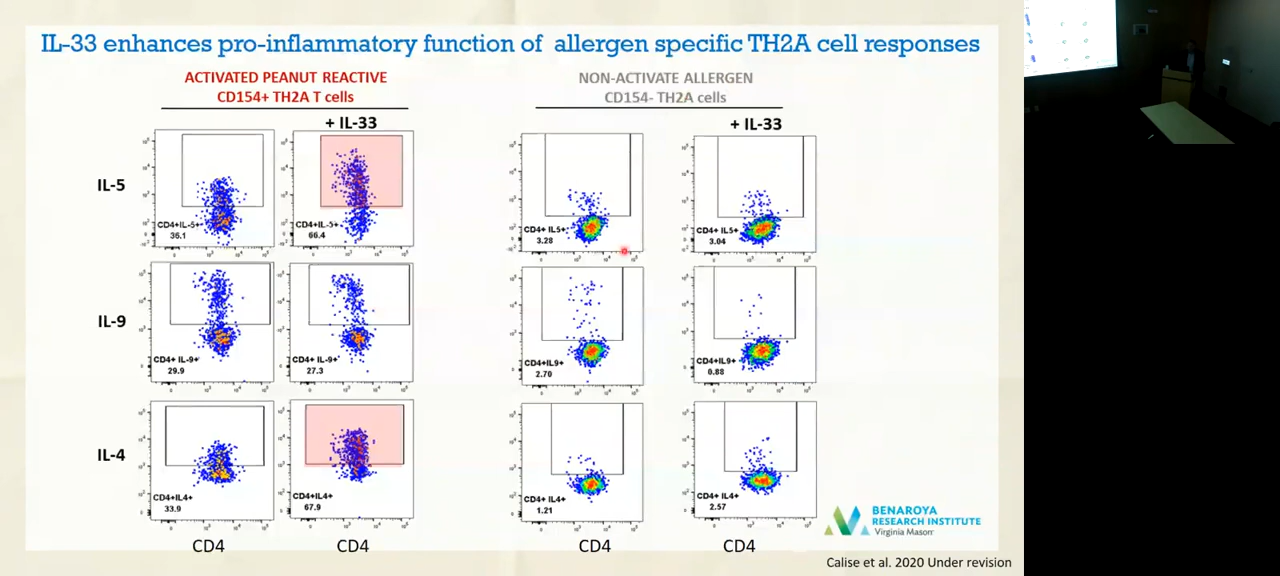 IL-33 enhances pro-inflammatory function of allergen specific TH2A cell responses
ACTIVATED PEANUT REACTIVE
CD154+ TH2A T cells
NON-ACTIVATE ALLERGEN
CD154- TH2A cells
+ IL-33
+ IL-33
IL-5
CD4+IL-5+
36.1
CD4+IL-5+
66.4
CD4+ IL5+
3.28
CD4+ IL5+
3.04
IL-9
CD4+ IL-9+
29.9
CD4+ IL-9+
27.3
CD4+IL9+
2.70
CD4+IL9+
0.88
IL-4
CD4+IL4+
33.9
CD4+IL4+
67.9
CD4+ IL4+
1.21
CD4+ IL4+
2.57
CD4
CD4
CD4
CD4
BENAROYA
RESEARCH INSTITUTE
Virginia Mason
Calise et al. 2020 Under revision